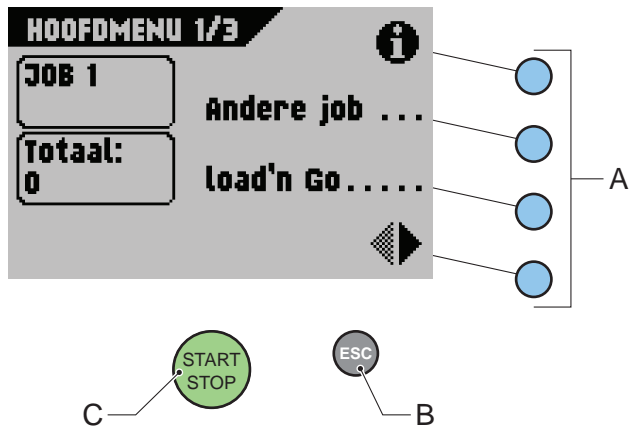 HOOFDMENU 1/3
JOB 1
Andere job ...
Totaal:
0
load'n Go.....
A
START
STOP
ESC
C
B